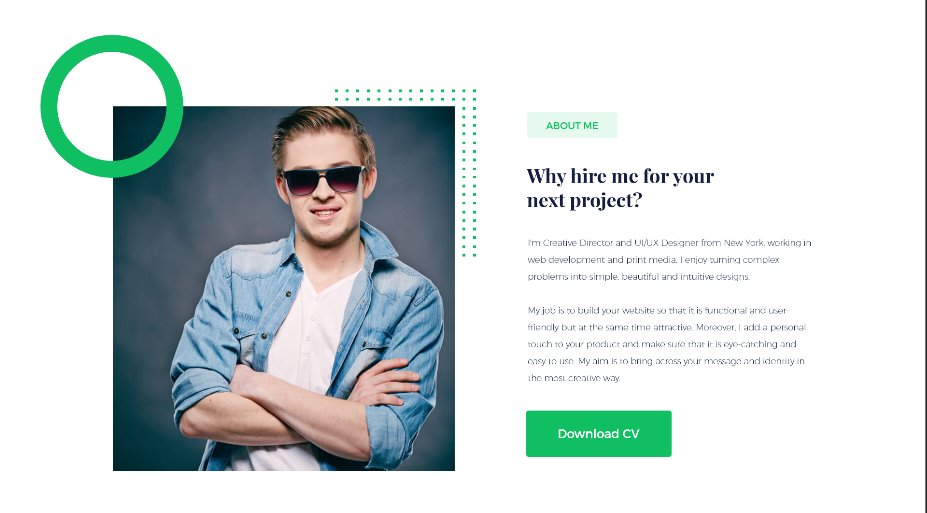 ABOUT ME
Why hire me for your
next project?
I'm Creative Director and UI/UX Designer from New York, working in
web development and print media. I enjoy turning complex
problems into simple, beautiful and intuitive designs.
My job is to build your website so that it is functional and user-
friendly but at the same time attractive. Moreover, I add a personal
touch to your product and make sure that it is eye-catching and
easy to use. My aim is to bring across your message and identity in
the most creative way.
Download CV